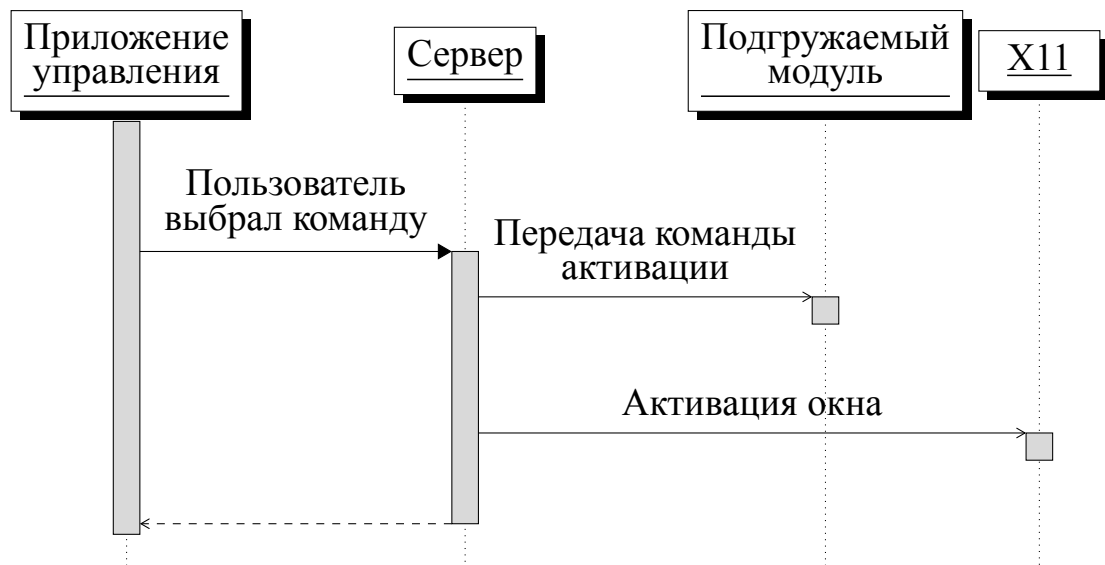 Приложение
управления
Сервер
Подгружаемый
модуль
X11
Пользователь
выбрал команду
Передача команды
активации
Активация окна